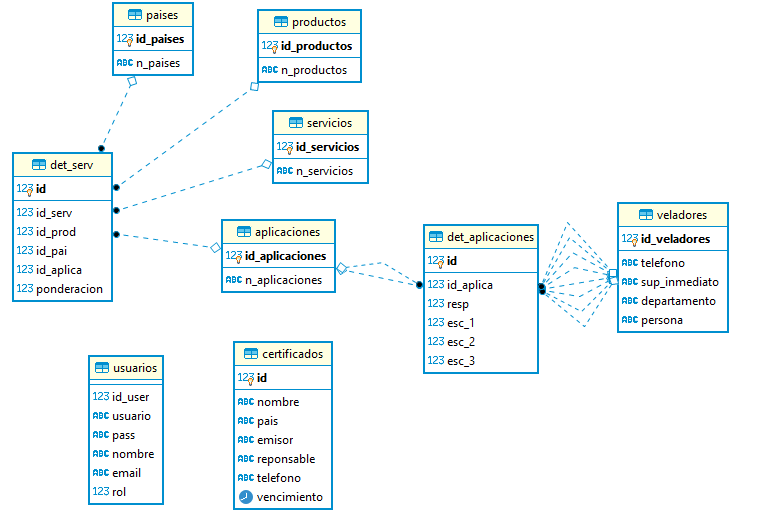 paises
123 id_paises
ABC n_paises
productos
123 id_productos
ABC n_productos
servicios
123 id_servicios
ABC n_servicios
det_serv
123 id
123 id_serv
123 id_prod
123 id_pai
123 id_aplica
123 ponderacion
aplicaciones
123 id_aplicaciones
ABC n_aplicaciones
det_aplicaciones
123 id
123 id_aplica
123 resp
123 esc_1
123 esc_2
123 esc_3
veladores
123 id_veladores
ABC telefono
ABC sup_inmediato
ABC departamento
ABC persona
usuarios
123 id_user
ABC usuario
ABC pass
ABC nombre
ABC email
123 rol
certificados
123 id
ABC nombre
ABC pais
ABC emisor
ABC reponsable
ABC telefono
vencimiento